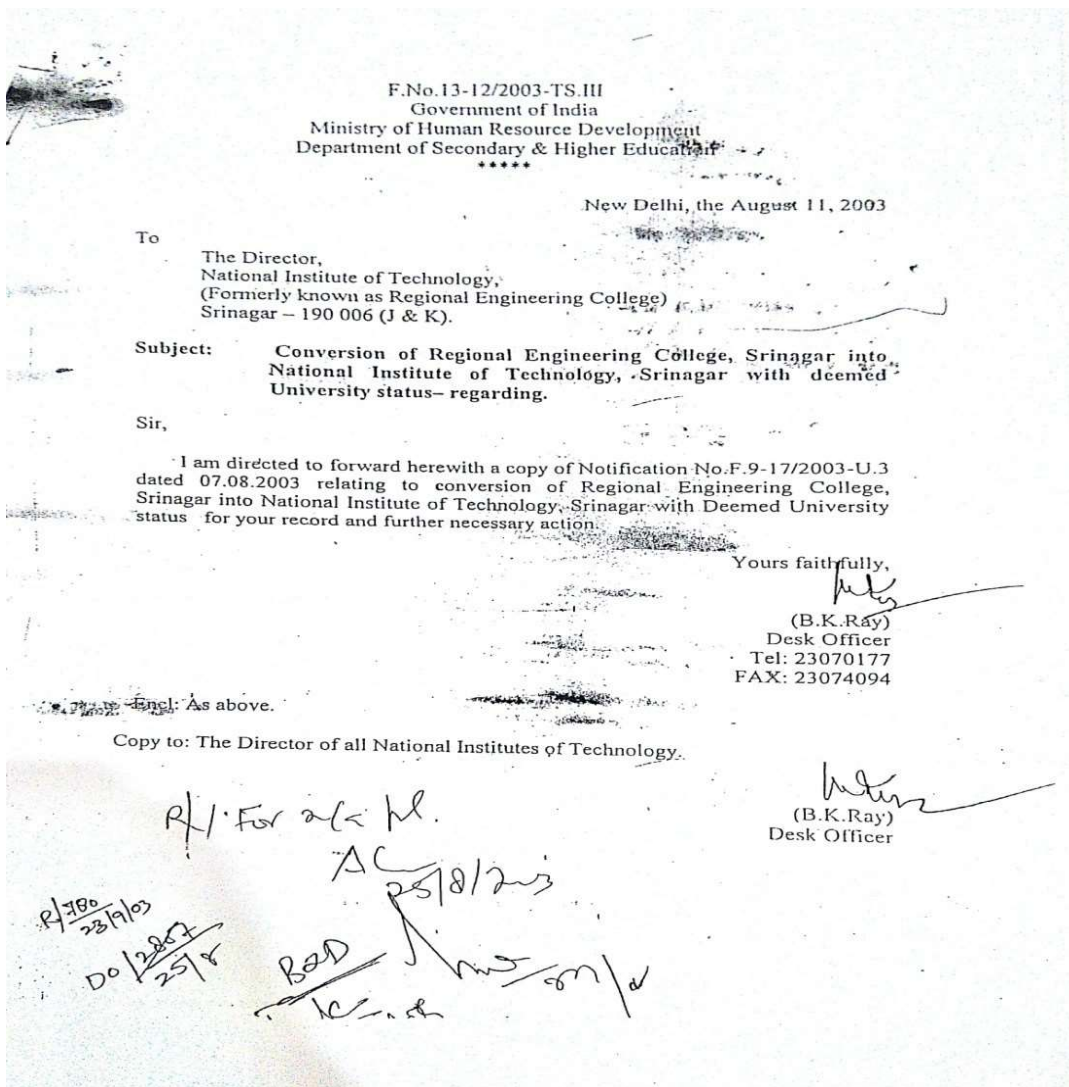 F.No.13-12/2003-TS.III
Government of India
Ministry of Human Resource Development
Department of Secondary & Higher Education
*****
New Delhi, the August 11, 2003
To
The Director,
National Institute of Technology,
(Formerly known as Regional Engineering College)
Srinagar – 190 006 (J & K).
Subject: Conversion of Regional Engineering College, Srinagar into
National Institute of Technology, Srinagar with deemed
University status– regarding.
Sir,
I am directed to forward herewith a copy of Notification No.F.9-17/2003-U.3
dated 07.08.2003 relating to conversion of Regional Engineering College,
Srinagar into National Institute of Technology, Srinagar with Deemed University
status for your record and further necessary action.
Yours faithfully,
(B.K.Ray)
Desk Officer
Tel: 23070177
FAX: 23074094
Encl: As above.
Copy to: The Director of all National Institutes of Technology.
(B.K.Ray)
Desk Officer
For
AC
R/780
23/9/03
25/8